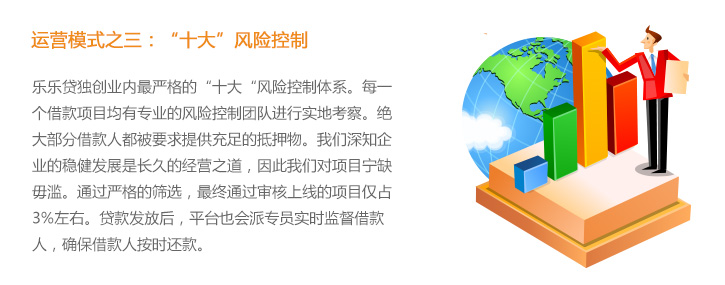 运营模式之三：“十大”风险控制
乐乐贷独创业内最严格的“十大“风险控制体系。每一
个借款项目均有专业的风险控制团队进行实地考察。绝
大部分借款人都被要求提供充足的抵押物。我们深知企
业的稳健发展是长久的经营之道，因此我们对项目宁缺
毋滥。通过严格的筛选，最终通过审核上线的项目仅占
3%左右。贷款发放后，平台也会派专员实时监督借款
人，确保借款人按时还款。